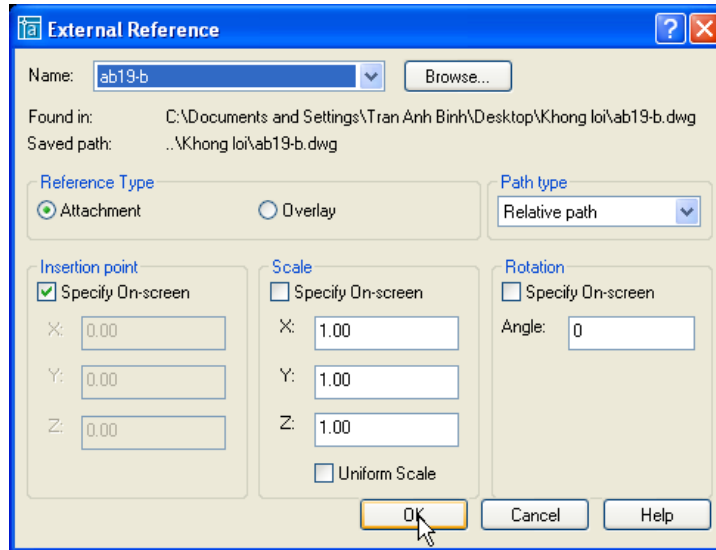 External Reference
Name: ab19-b Browse...
Found in: C:\Documents and Settings\Tran Anh Binh\Desktop\Khong loi\ab19-b.dwg
Saved path: ..\Khong loi\ab19-b.dwg
Reference Type Path type
Attachment Overlay Relative path
Insertion point Scale Rotation
Specify On-screen Specify On-screen Specify On-screen
X: 0.00 X: 1.00 Angle: 0
Y: 0.00 Y: 1.00
Z: 0.00 Z: 1.00
Uniform Scale
OK Cancel Help